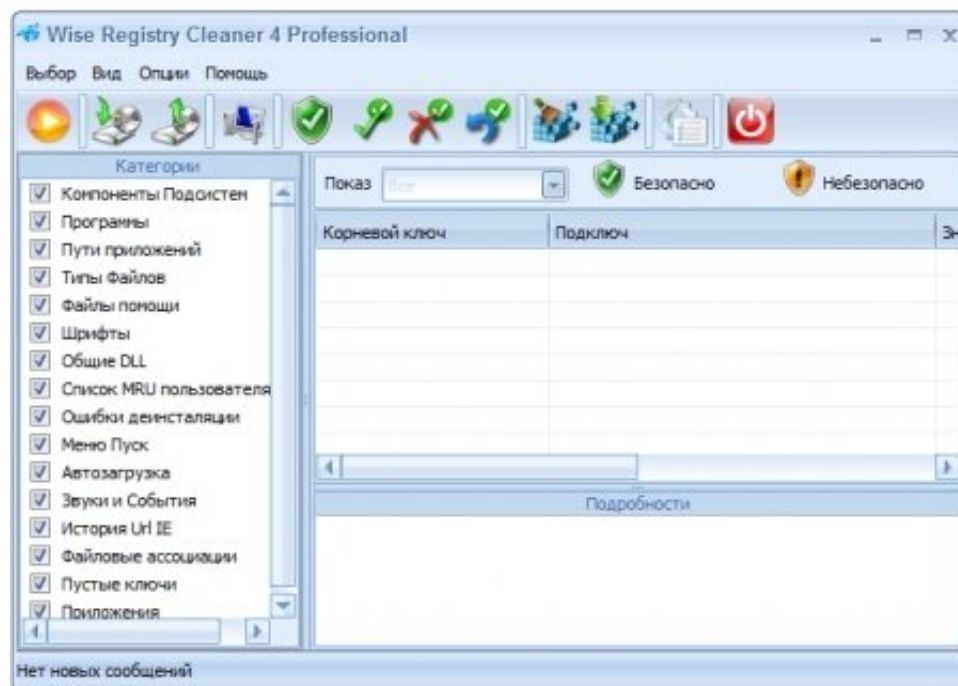 Wise Registry Cleaner 4 Professional
Выбор Вид Опции Помощь
Категории
Компоненты Подсистем
Программы
Пути приложений
Типы Файлов
Файлы помощи
Шрифты
Общие DLL
Список MRU пользователя
Ошибки деинсталяции
Меню Пуск
Автозагрузка
Звуки и События
История Url IE
Файловые ассоциации
Пустые ключи
Приложения
Показ Все Безопасно Небезопасно
Корневой ключ Подключ Зн
Подробности
Нет новых сообщений